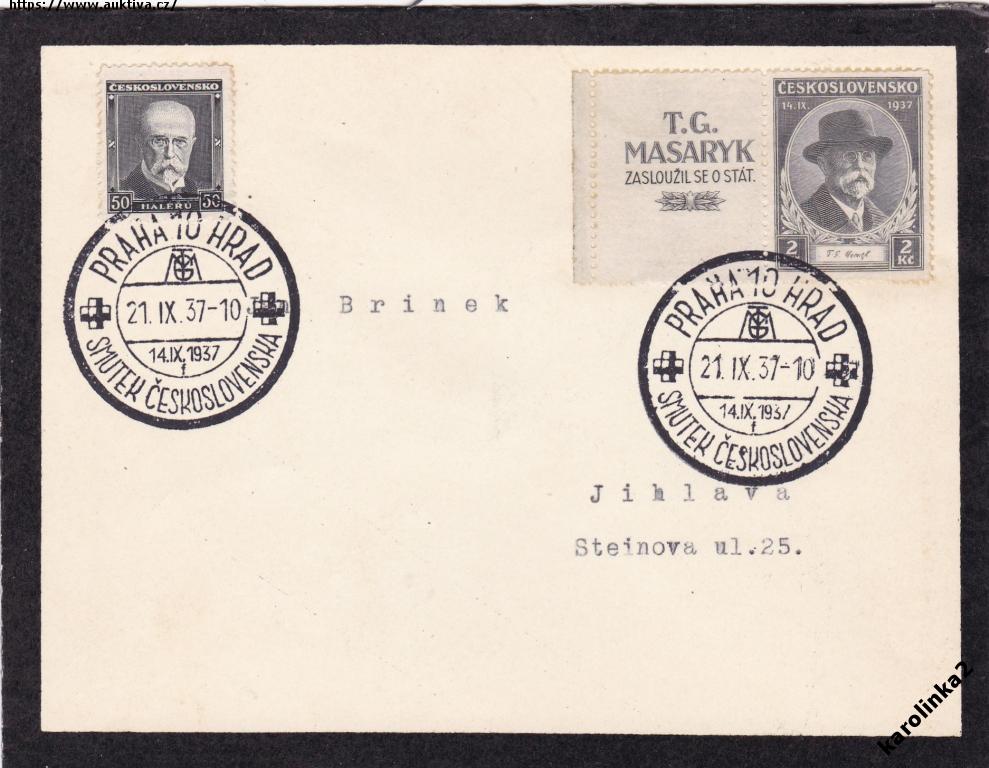 https://www.auktiva.cz/
ČESKOSLOVENSKO
50 50
HALÉŘŮ
T.G.
MASARYK
ZASLOUŽIL SE O STÁT.
ČESKOSLOVENSKO
14.IX. 1937
2 2
Kč
PRAHA 10 HRAD
21. IX. 37-10
14.IX.1937
f
SMUTEK ČESKOSLOVENSKA
Brinek
PRAHA 10 HRAD
21. IX. 37-10
14.IX.1937
f
SMUTEK ČESKOSLOVENSKA
Jihlava
Steinova ul.25.
karolinka2